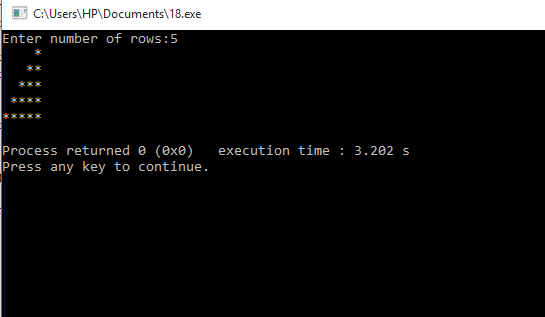 C:\Users\HP\Documents\18.exe
Enter number of rows:5
    *
   **
  ***
 ****
*****
Process returned 0 (0x0)   execution time : 3.202 s
Press any key to continue.